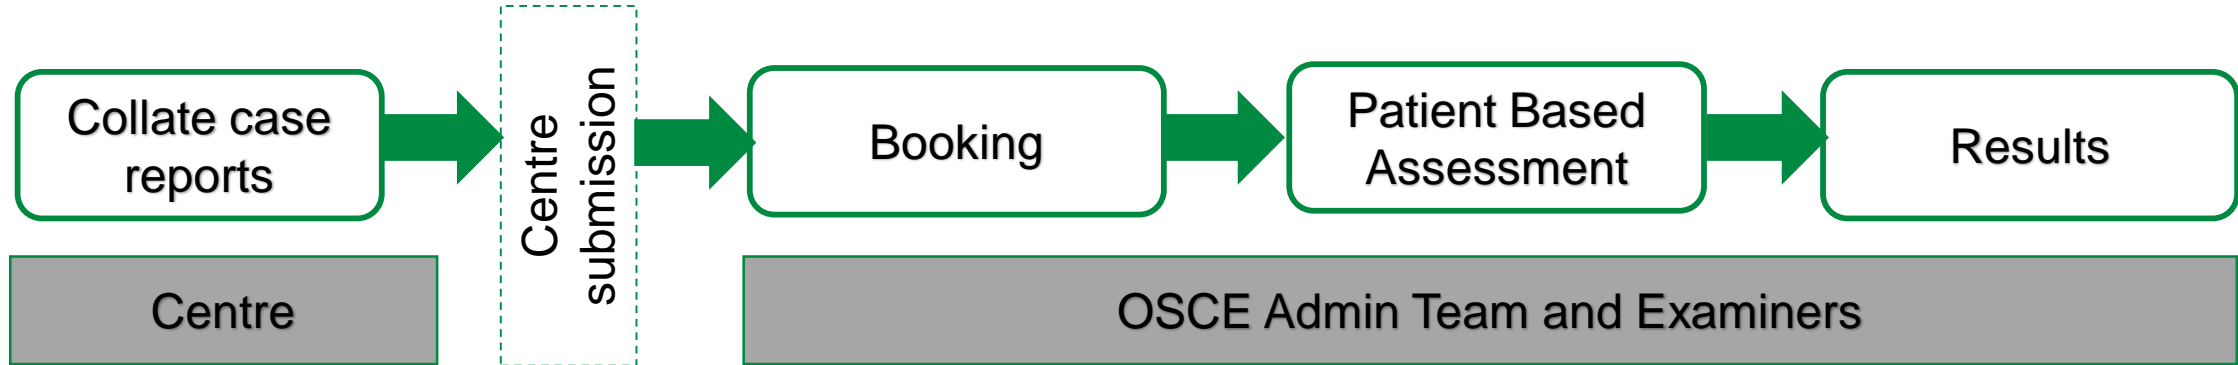 Collate case
reports
Centre
submission
Booking
Patient Based
Assessment
Results
Centre
OSCE Admin Team and Examiners